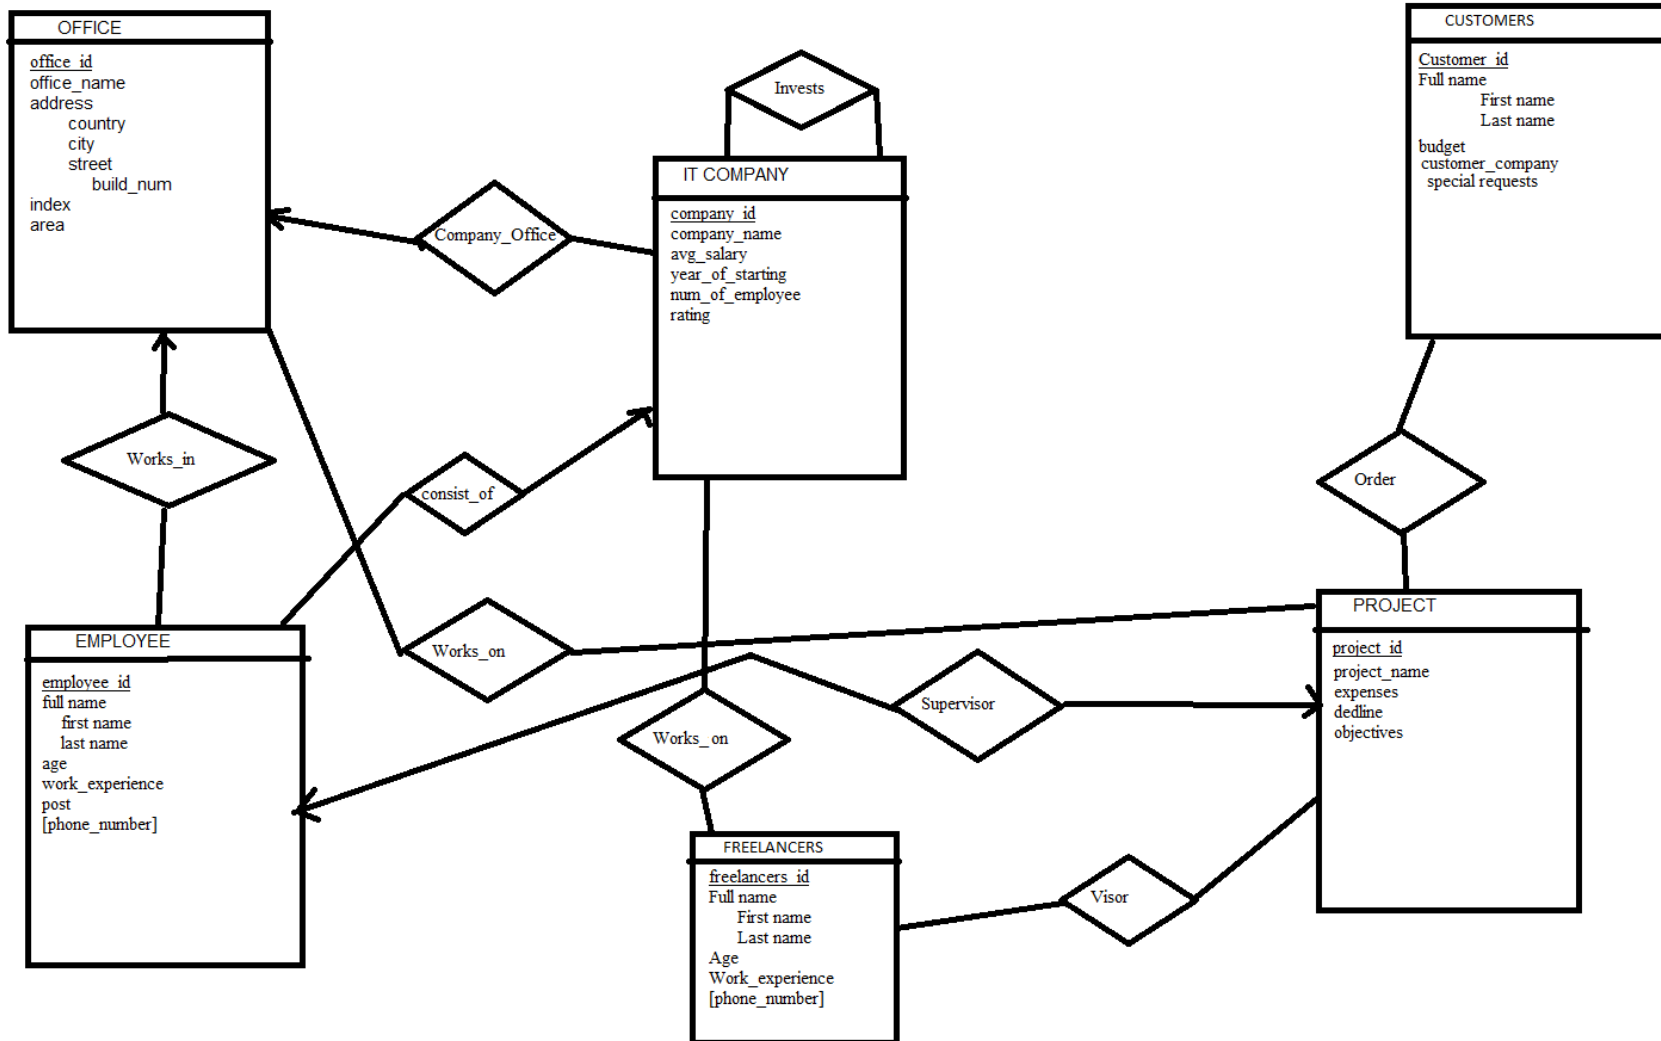 OFFICE
office_id
office_name
address
country
city
street
build_num
index
area
Invests
IT COMPANY
company_id
company_name
avg_salary
year_of_starting
num_of_employee
rating
CUSTOMERS
Customer_id
Full name
First name
Last name
budget
customer_company
special requests
Company_Office
Works_in
consist_of
Order
Works_on
EMPLOYEE
employee_id
full name
first name
last name
age
work_experience
post
[phone_number]
Supervisor
Works_ on
PROJECT
project_id
project_name
expenses
dedline
objectives
FREELANCERS
freelancers_id
Full name
First name
Last name
Age
Work_experience
[phone_number]
Visor